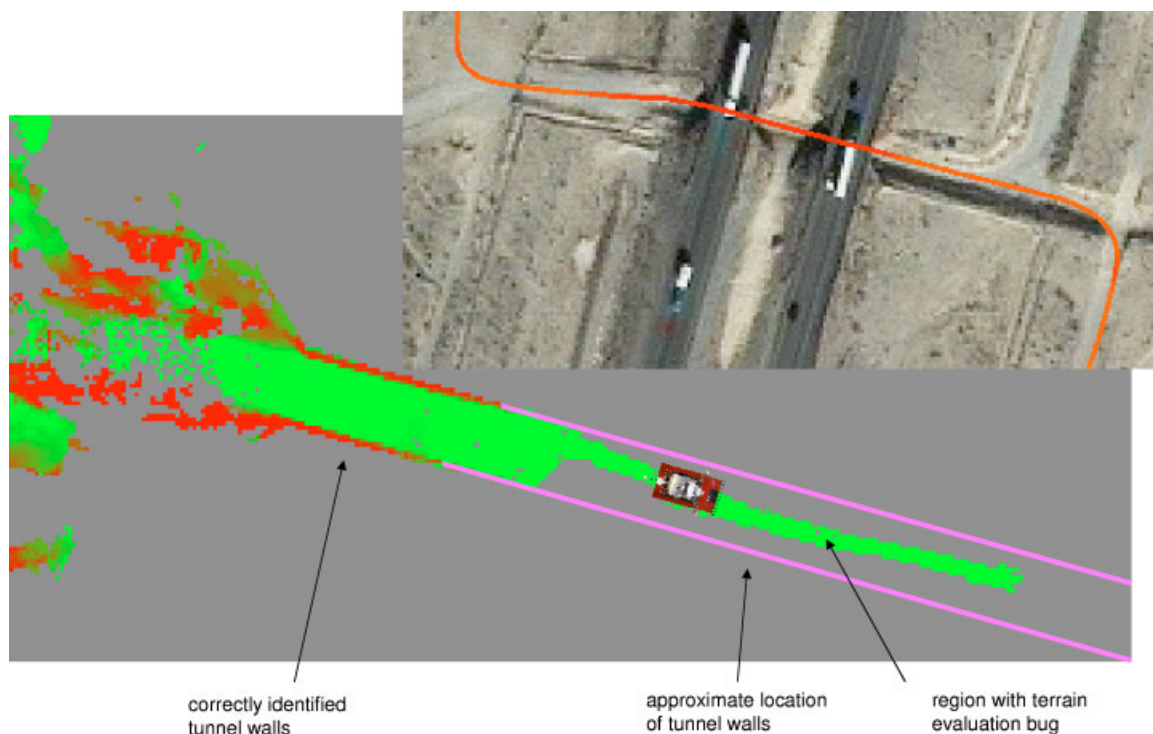 correctly identified
tunnel walls
approximate location
of tunnel walls
region with terrain
evaluation bug